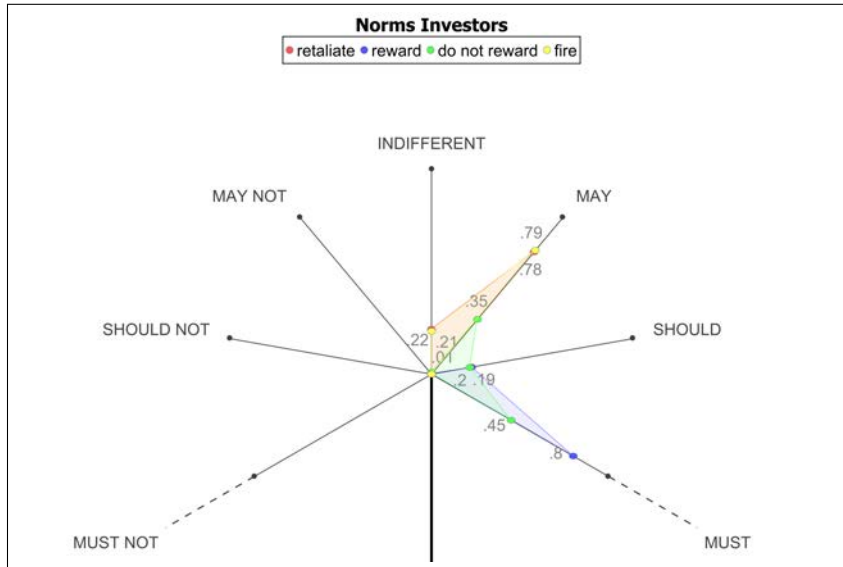 Norms Investors
retaliate reward do not reward fire
INDIFFERENT
MAY NOT
MAY
.79
.78
.35
SHOULD NOT
SHOULD
.22
.21
.01
.2
.19
.45
.8
MUST NOT
MUST